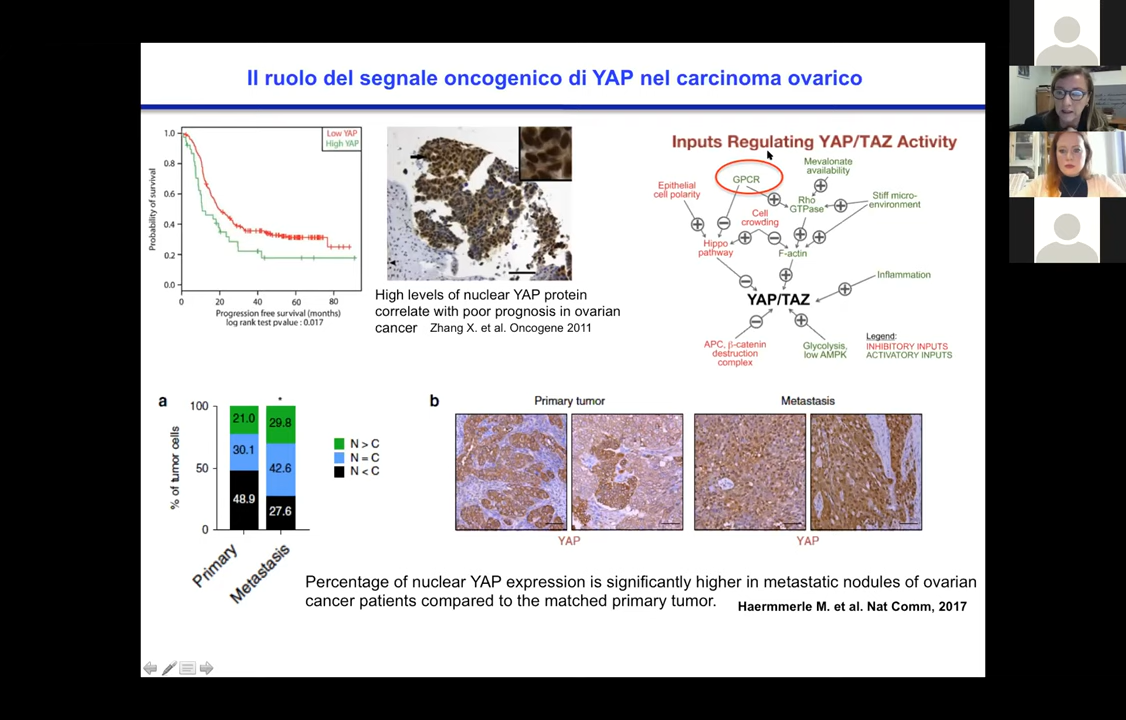 Il ruolo del segnale oncogenico di YAP nel carcinoma ovarico
Low YAP
High YAP
Probability of survival
1.0
0.8
0.6
0.4
0.2
0.0
0 20 40 60 80
Progression free survival (months)
log rank test pvalue : 0.017
High levels of nuclear YAP protein
correlate with poor prognosis in ovarian
cancer Zhang X. et al. Oncogene 2011
Inputs Regulating YAP/TAZ Activity
Mevalonate
availability
GPCR
Epithelial
cell polarity
Stiff micro-
environment
Rho
GTPase
Cell
crowding
Hippo
pathway
F-actin
Inflammation
YAP/TAZ
APC, β-catenin
destruction
complex
Glycolysis,
low AMPK
Legend:
INHIBITORY INPUTS
ACTIVATORY INPUTS
a
% of tumor cells
100
50
0
21.0
30.1
48.9
*
29.8
42.6
27.6
N > C
N = C
N < C
Primary
Metastasis
b
Primary tumor
Metastasis
YAP
YAP
Percentage of nuclear YAP expression is significantly higher in metastatic nodules of ovarian
cancer patients compared to the matched primary tumor. Haermmerle M. et al. Nat Comm, 2017